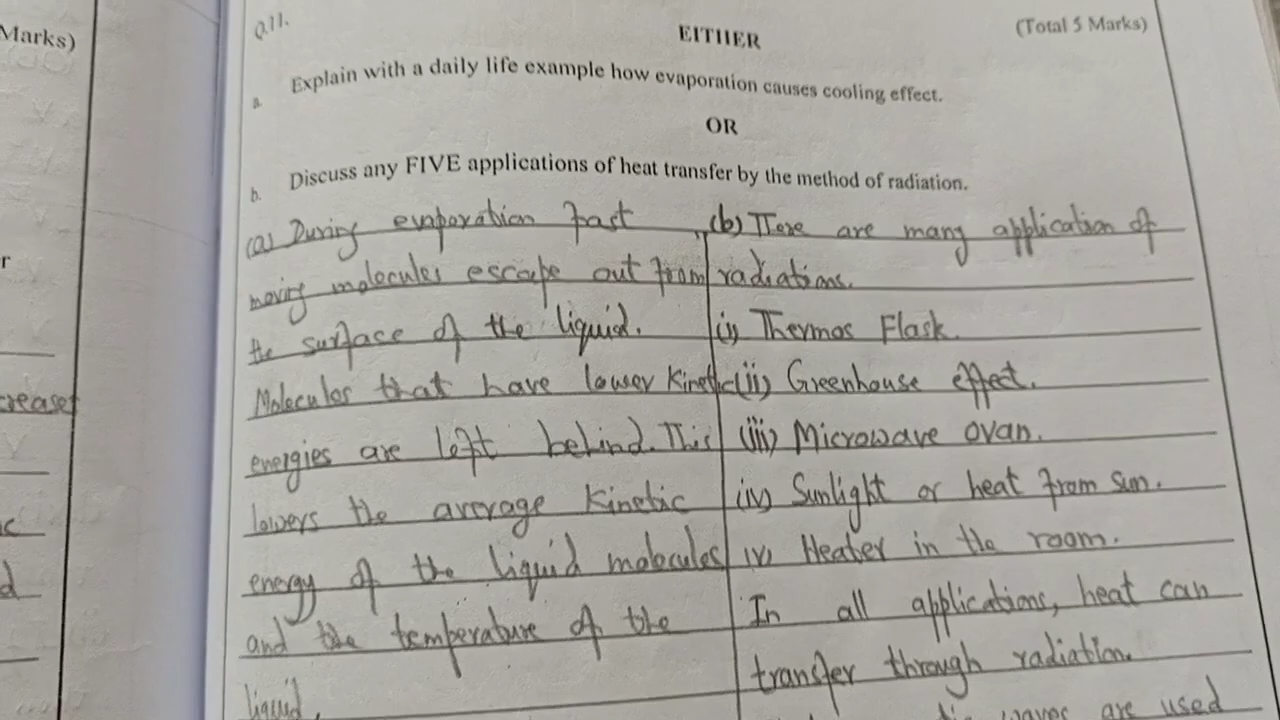 Marks)
r
creases
c
d
Q.11.
EITHER
(Total 5 Marks)
a. Explain with a daily life example how evaporation causes cooling effect.
OR
b. Discuss any FIVE applications of heat transfer by the method of radiation.
(a) During evaporation fast
moving molecules escape out from
the surface of the liquid.
Molecules that have lower Kinetic
energies are left behind. This
lowers the average kinetic
energy of the liquid molecules
and the temperature of the
liquid.
(b) There are many application of
radiations.
(i) Thermos Flask.
(ii) Greenhouse effect.
(iii) Microwave ovan.
(iv) Sunlight or heat from sun.
(v) Heater in the room.
In all applications, heat can
transfer through radiation.
waves are used